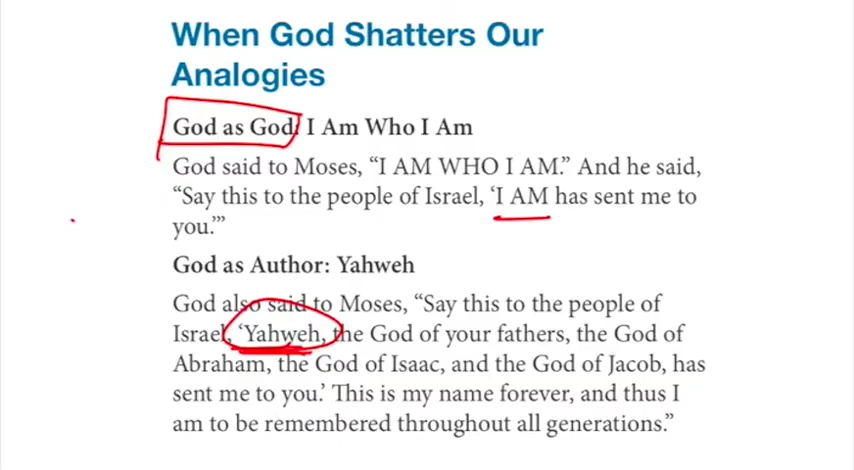 When God Shatters Our
Analogies
God as God: I Am Who I Am
God said to Moses, “I AM WHO I AM.” And he said,
“Say this to the people of Israel, ‘I AM has sent me to
you.’”
God as Author: Yahweh
God also said to Moses, “Say this to the people of
Israel, ‘Yahweh, the God of your fathers, the God of
Abraham, the God of Isaac, and the God of Jacob, has
sent me to you.’ This is my name forever, and thus I
am to be remembered throughout all generations.”